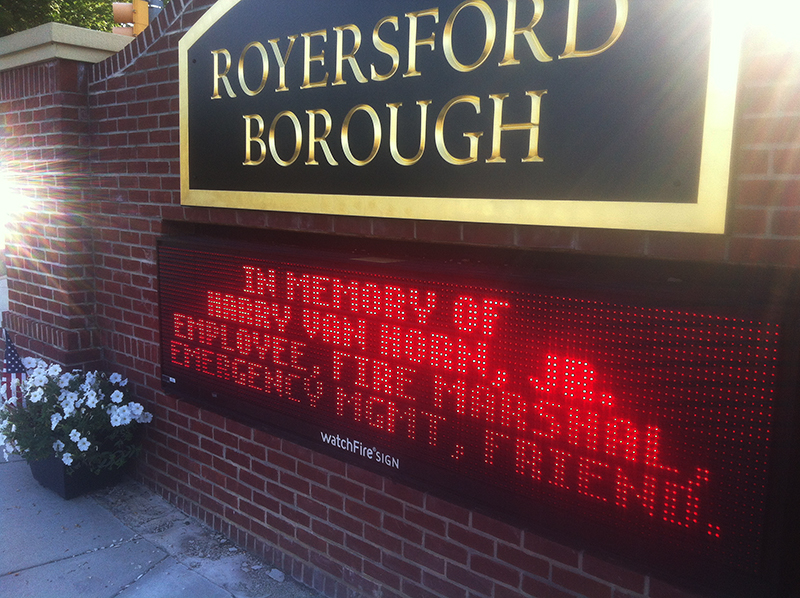 ROYERSFORD
BOROUGH
IN MEMORY OF
HARRY VAN HORN, JR.
EMPLOYEE, FIRE MARSHAL,
EMERGENCY MGMT, FRIEND.
watchFire® SIGN